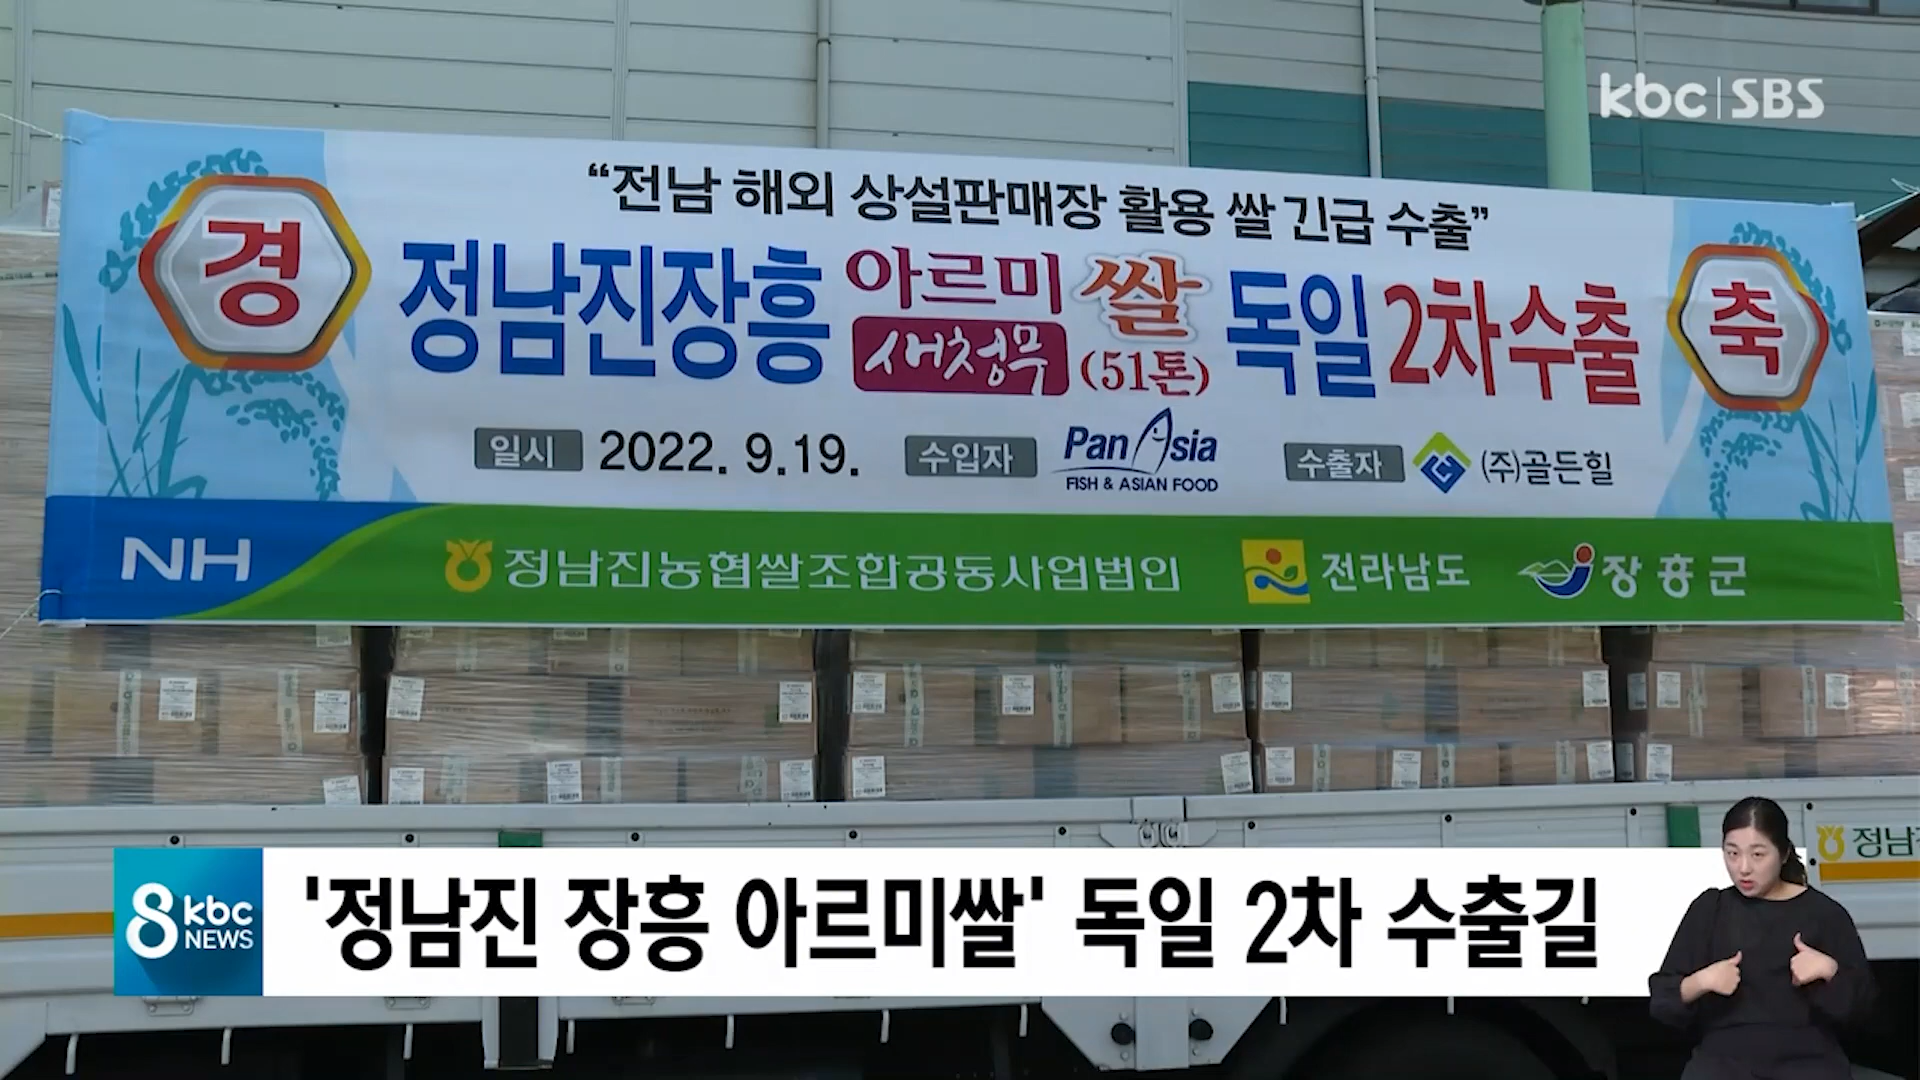 kbc SBS
"전남 해외 상설판매장 활용 쌀 긴급 수출"
경 축
정남진장흥 아르미 쌀 독일 2차 수출
새청무 (51톤)
일시 2022. 9. 19. 수입자 Pan Asia 수출자 (주)골든힐
FISH & ASIAN FOOD
NH 정남진농협쌀조합공동사업법인 전라남도 장흥군
8 kbc NEWS
'정남진 장흥 아르미쌀' 독일 2차 수출길